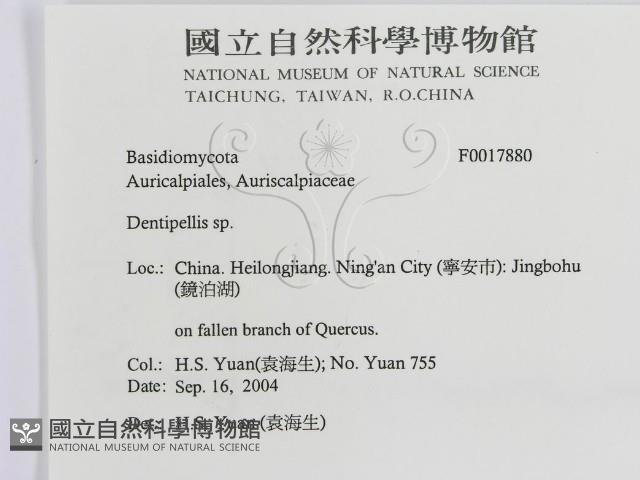 國立自然科學博物館
NATIONAL MUSEUM OF NATURAL SCIENCE
TAICHUNG, TAIWAN, R.O.CHINA
Basidiomycota F0017880
Auricalpiales, Auriscalpiaceae
Dentipellis sp.
Loc.: China. Heilongjiang. Ning'an City (寧安市): Jingbohu
(鏡泊湖)
on fallen branch of Quercus.
Col.: H.S. Yuan(袁海生); No. Yuan 755
Date: Sep. 16, 2004
Det.: H.S. Yuan(袁海生)
國立自然科學博物館
NATIONAL MUSEUM OF NATURAL SCIENCE